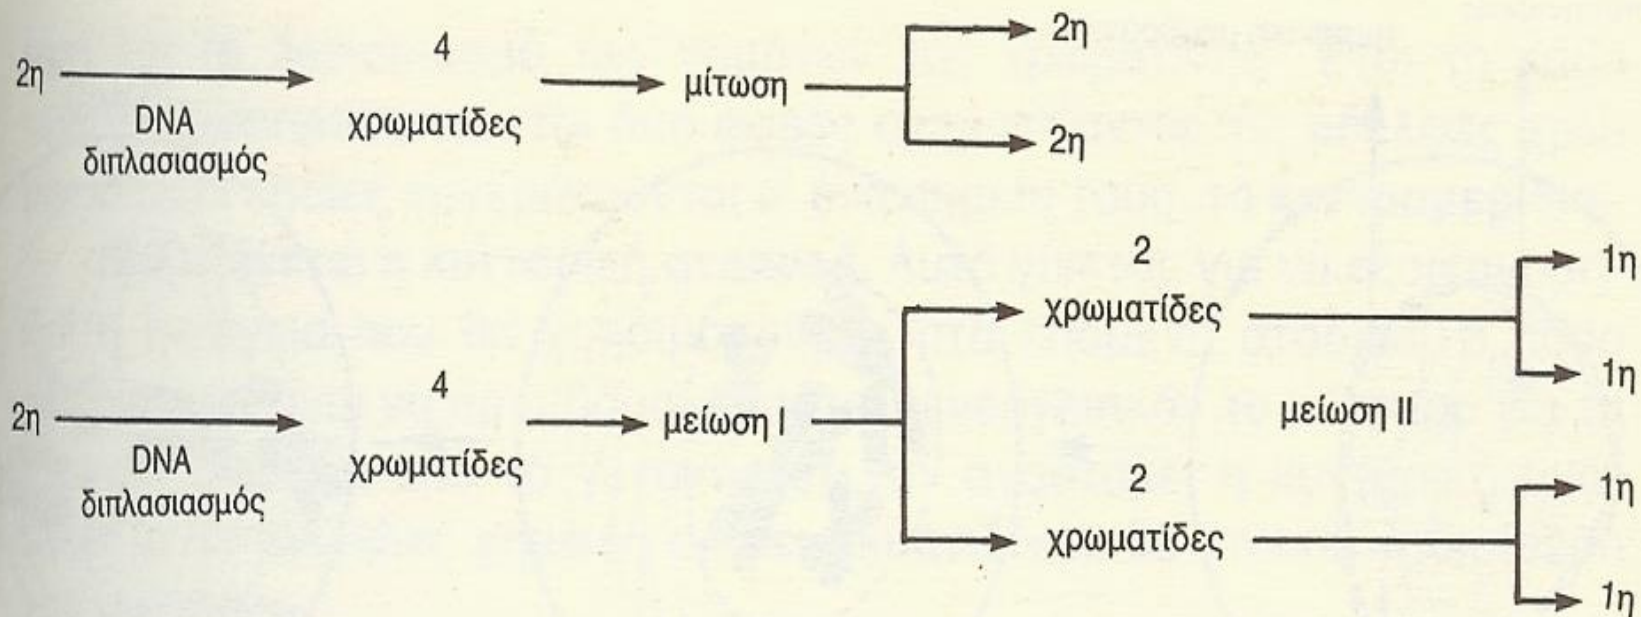 2η
DNA
διπλασιασμός
4
χρωματίδες
μίτωση
2η
2η
2η
DNA
διπλασιασμός
4
χρωματίδες
μείωση Ι
2
χρωματίδες
2
χρωματίδες
μείωση ΙΙ
1η
1η
1η
1η